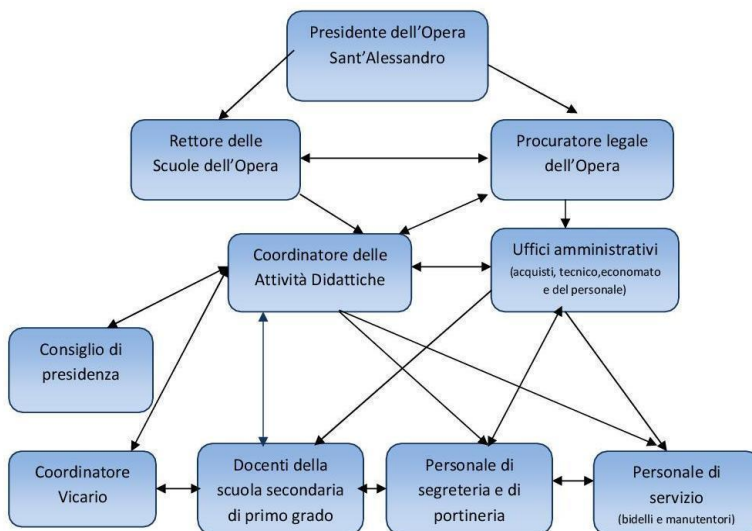 Presidente dell'Opera
Sant'Alessandro
Rettore delle
Scuole dell'Opera
Procuratore legale
dell'Opera
Coordinatore delle
Attività Didattiche
Uffici amministrativi
(acquisti, tecnico,economato
e del personale)
Consiglio di
presidenza
Coordinatore
Vicario
Docenti della
scuola secondaria
di primo grado
Personale di
segreteria e di
portineria
Personale di
servizio
(bidelli e manutentori)